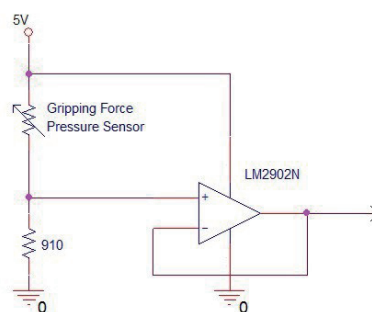 5V
Gripping Force
Pressure Sensor
LM2902N
+
−
910
0
0